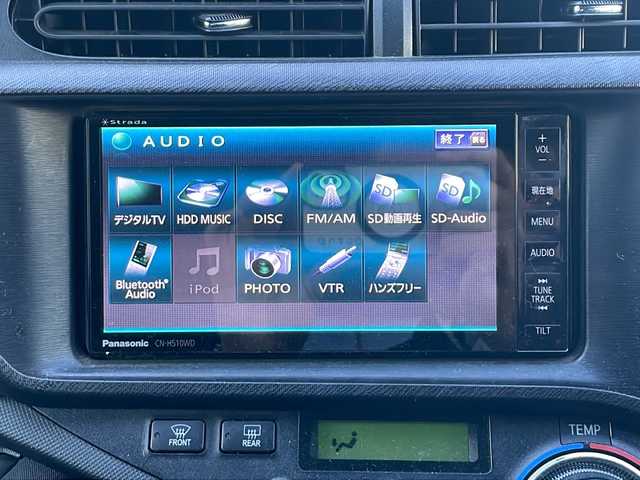 Strada
AUDIO 終了 戻る
デジタルTV HDD MUSIC DISC FM/AM SD動画再生 SD-Audio
Bluetooth® Audio iPod PHOTO VTR ハンズフリー
Panasonic CN-HS10WD
+
VOL
−
現在地
MENU
AUDIO
TUNE
TRACK
TILT
FRONT REAR TEMP